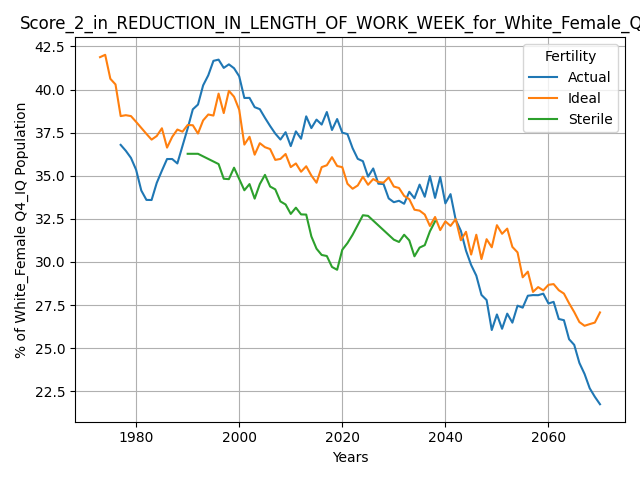 Score_2_in_REDUCTION_IN_LENGTH_OF_WORK_WEEK_for_White_Female_Q
Fertility
Actual
Ideal
Sterile
% of White_Female Q4_IQ Population
42.5
40.0
37.5
35.0
32.5
30.0
27.5
25.0
22.5
1980
2000
2020
2040
2060
Years